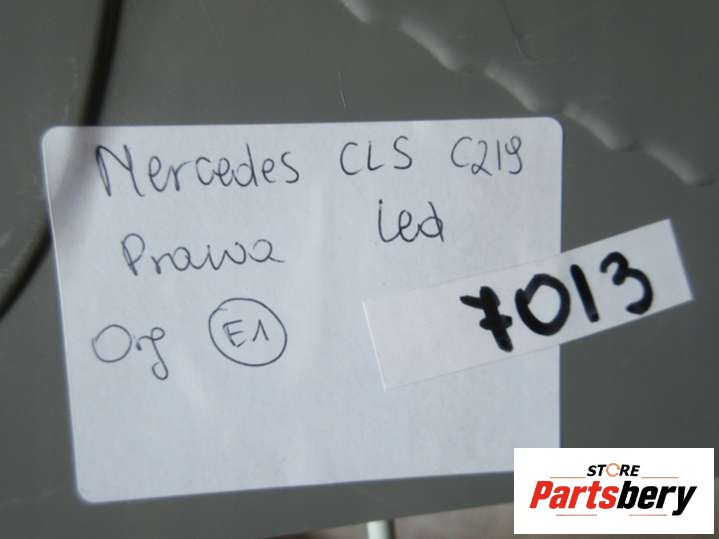 Mercedes CLS C219
Prawa led
Org E1
7013
STORE
Partsbery